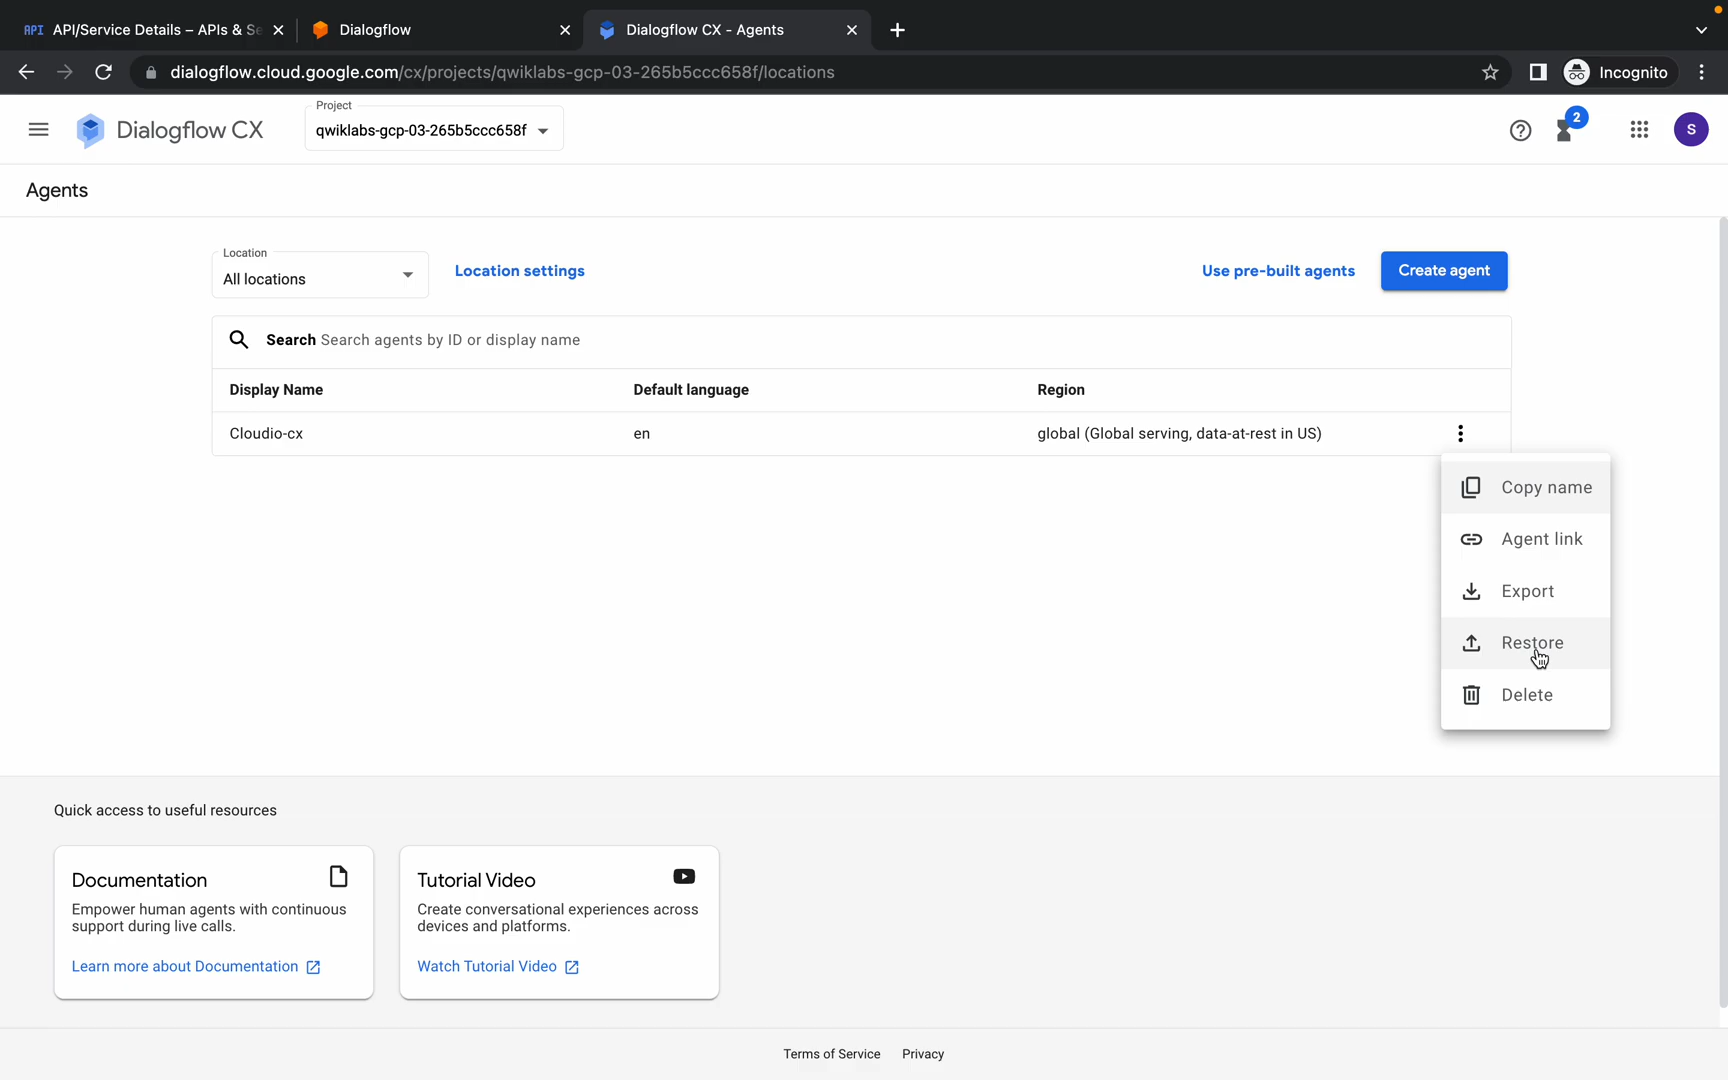 API API/Service Details – APIs & Se
Dialogflow
Dialogflow CX - Agents
dialogflow.cloud.google.com/cx/projects/qwiklabs-gcp-03-265b5ccc658f/locations
Incognito
Dialogflow CX
Project
qwiklabs-gcp-03-265b5ccc658f
2
S
Agents
Location
All locations
Location settings
Use pre-built agents
Create agent
Search Search agents by ID or display name
Display Name Default language Region
Cloudio-cx en global (Global serving, data-at-rest in US)
Copy name
Agent link
Export
Restore
Delete
Quick access to useful resources
Documentation
Empower human agents with continuous
support during live calls.
Learn more about Documentation
Tutorial Video
Create conversational experiences across
devices and platforms.
Watch Tutorial Video
Terms of Service Privacy